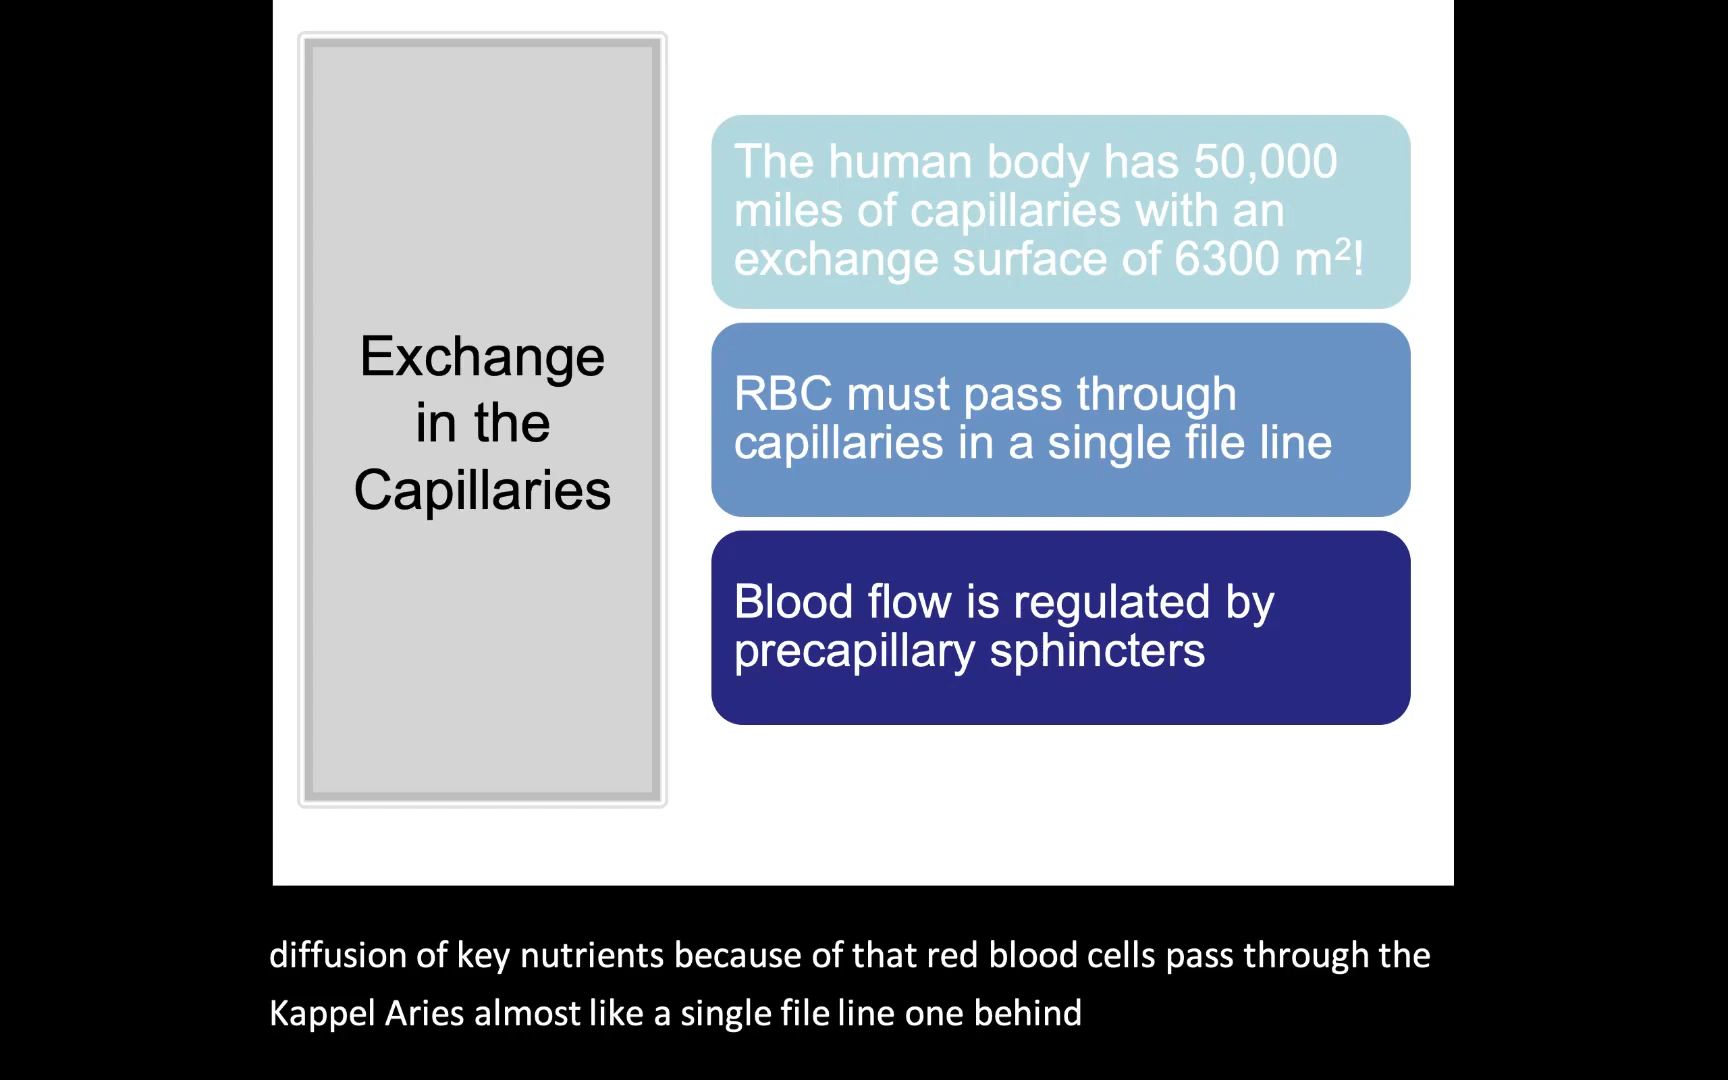 Exchange
in the
Capillaries
The human body has 50,000
miles of capillaries with an
exchange surface of 6300 m²!
RBC must pass through
capillaries in a single file line
Blood flow is regulated by
precapillary sphincters
diffusion of key nutrients because of that red blood cells pass through the
Kappel Aries almost like a single file line one behind